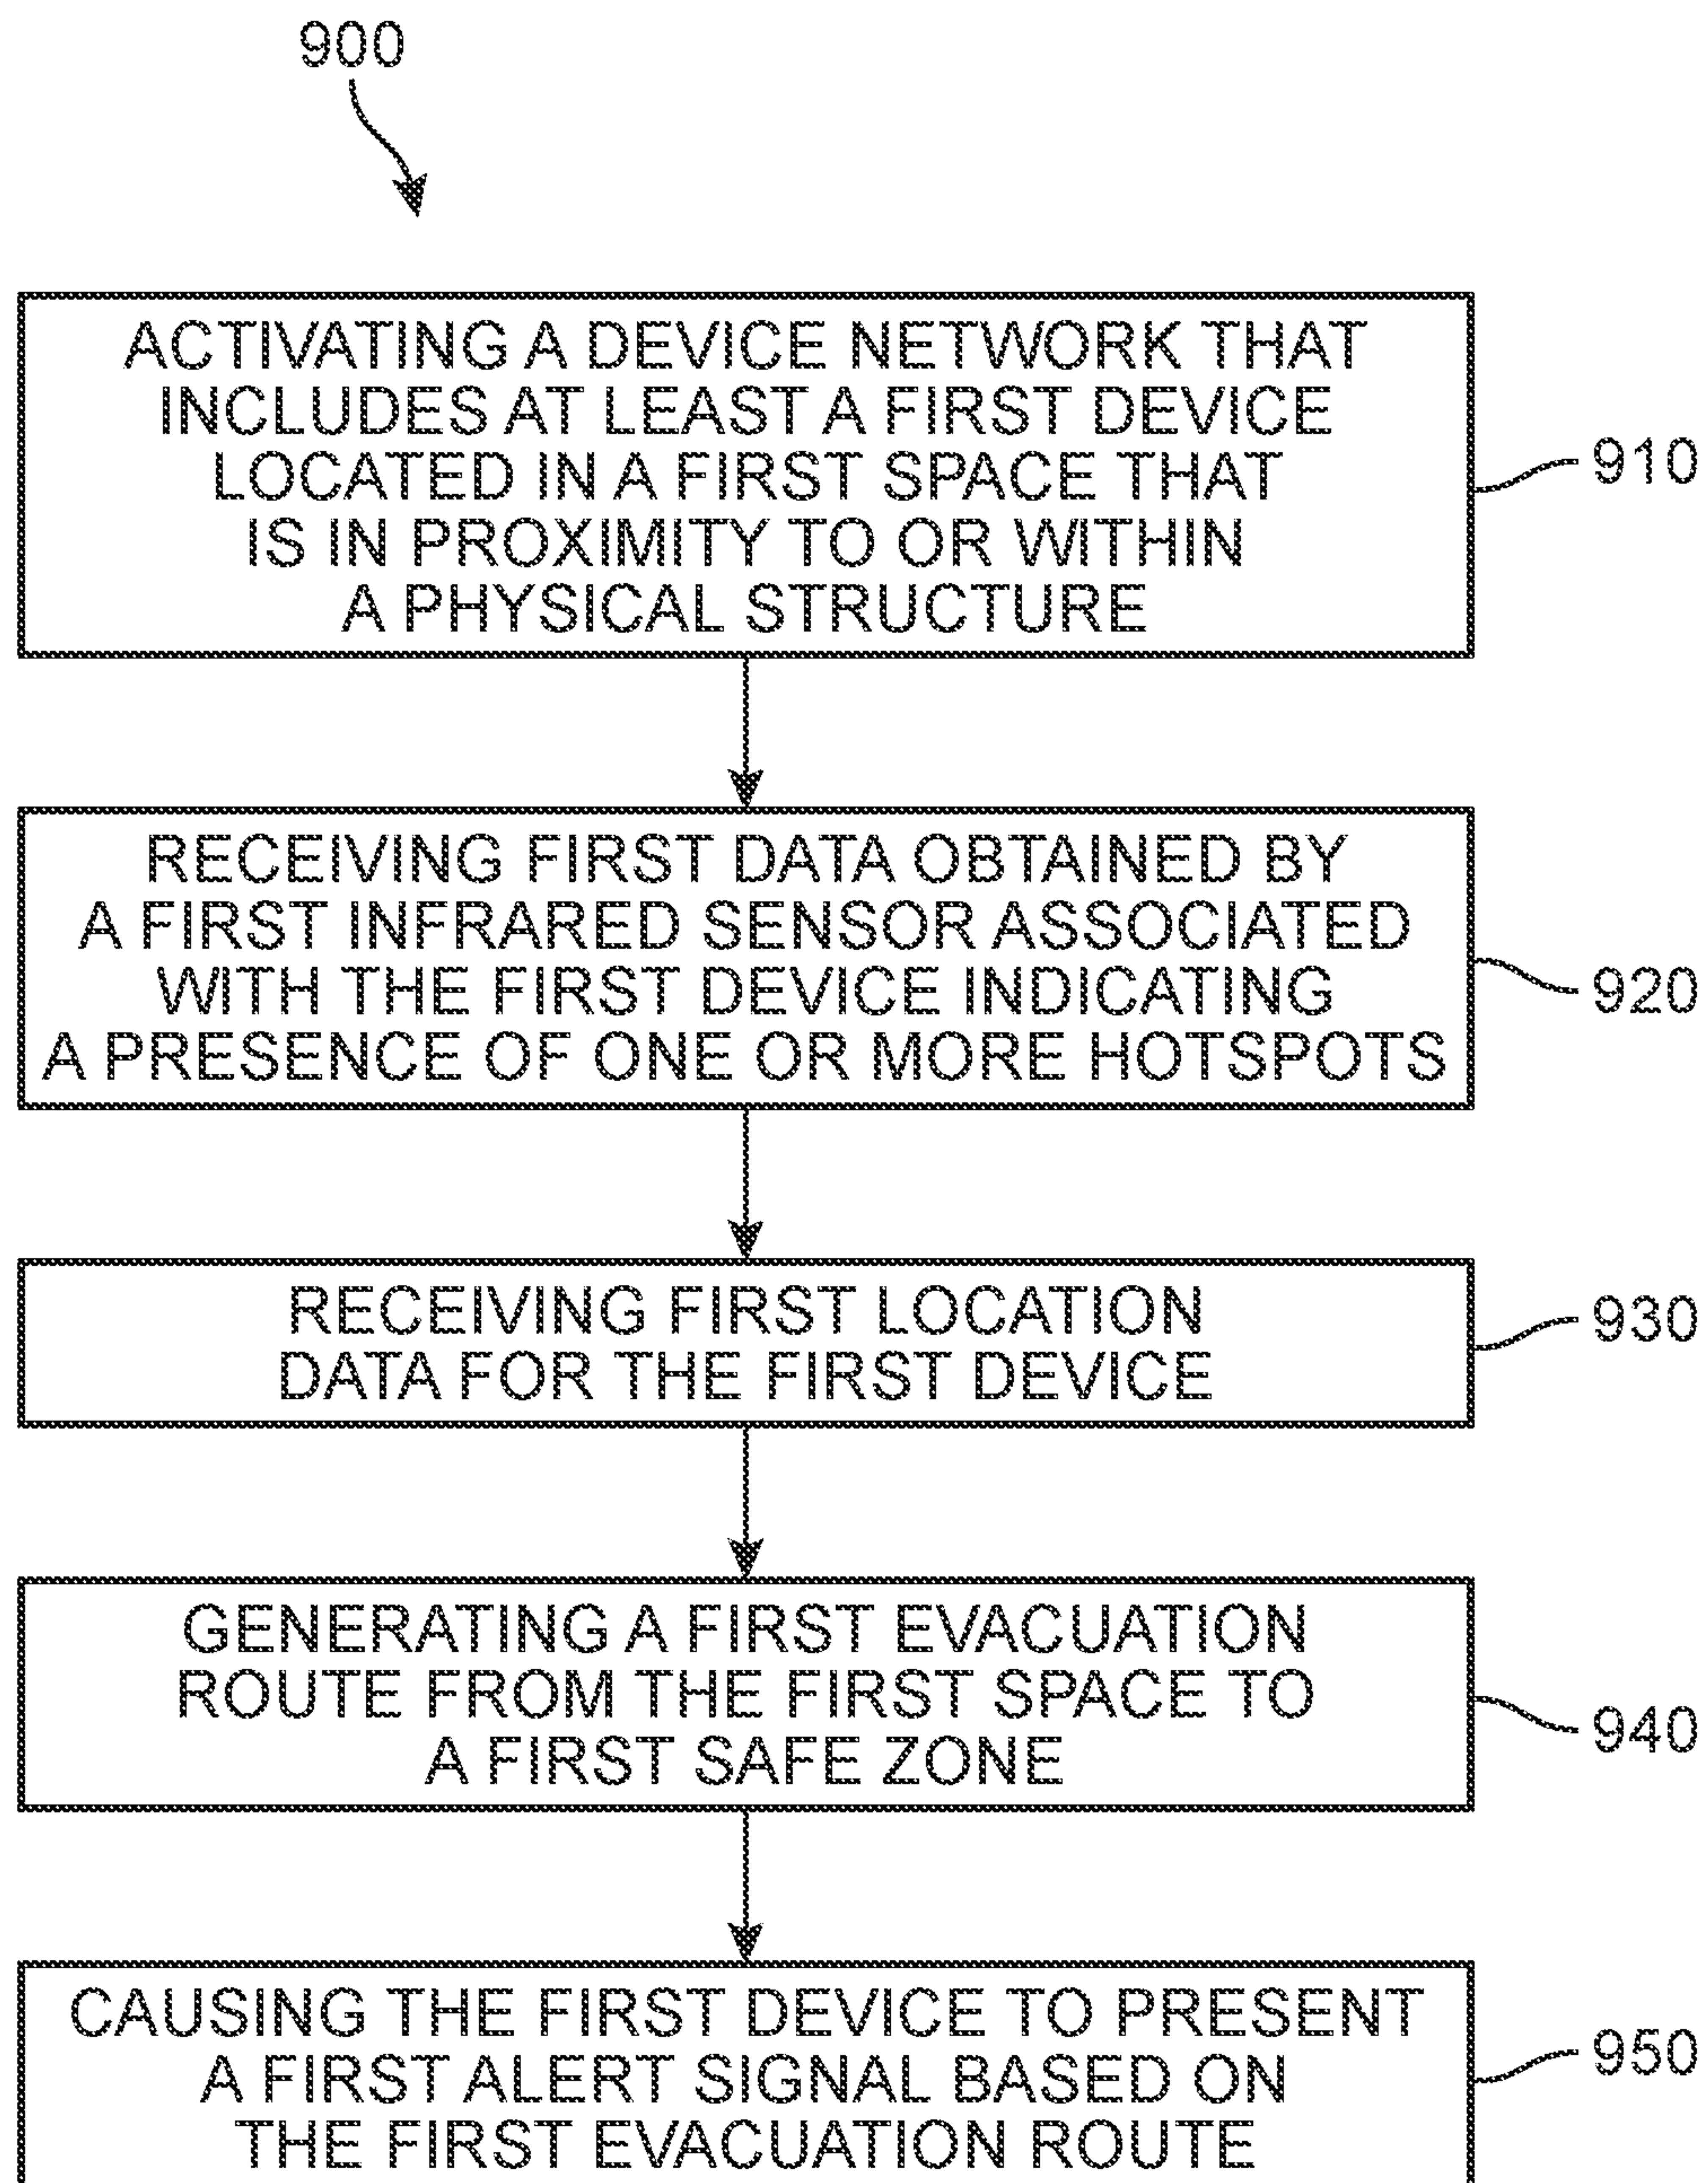 900
ACTIVATING A DEVICE NETWORK THAT
INCLUDES AT LEAST A FIRST DEVICE
LOCATED IN A FIRST SPACE THAT
IS IN PROXIMITY TO OR WITHIN
A PHYSICAL STRUCTURE
910
RECEIVING FIRST DATA OBTAINED BY
A FIRST INFRARED SENSOR ASSOCIATED
WITH THE FIRST DEVICE INDICATING
A PRESENCE OF ONE OR MORE HOTSPOTS
920
RECEIVING FIRST LOCATION
DATA FOR THE FIRST DEVICE
930
GENERATING A FIRST EVACUATION
ROUTE FROM THE FIRST SPACE TO
A FIRST SAFE ZONE
940
CAUSING THE FIRST DEVICE TO PRESENT
A FIRST ALERT SIGNAL BASED ON
THE FIRST EVACUATION ROUTE
950